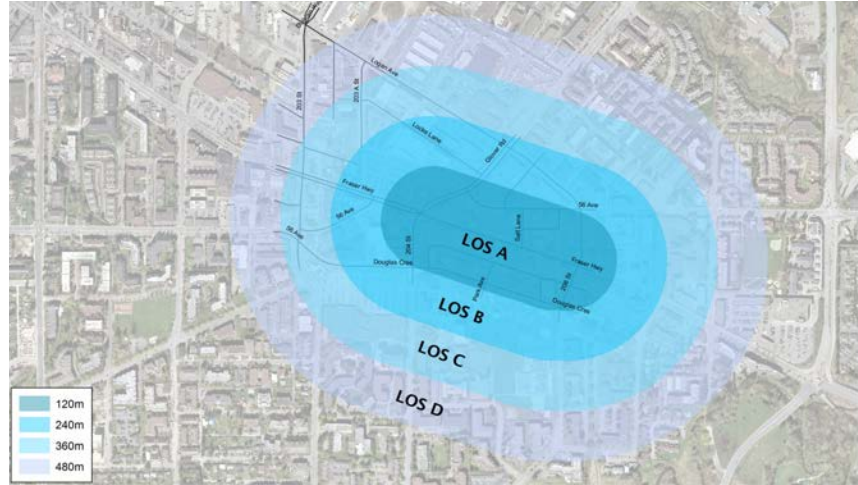 Logan Ave
203 St
203 A St
Locke Lane
Glover Rd
Fraser Hwy
56 Ave
56 Ave
56 Ave
204 St
Salt Lane
LOS A
Fraser Hwy
Douglas Cres
Park Ave
206 St
Douglas Cres
LOS B
LOS C
LOS D
120m
240m
360m
480m